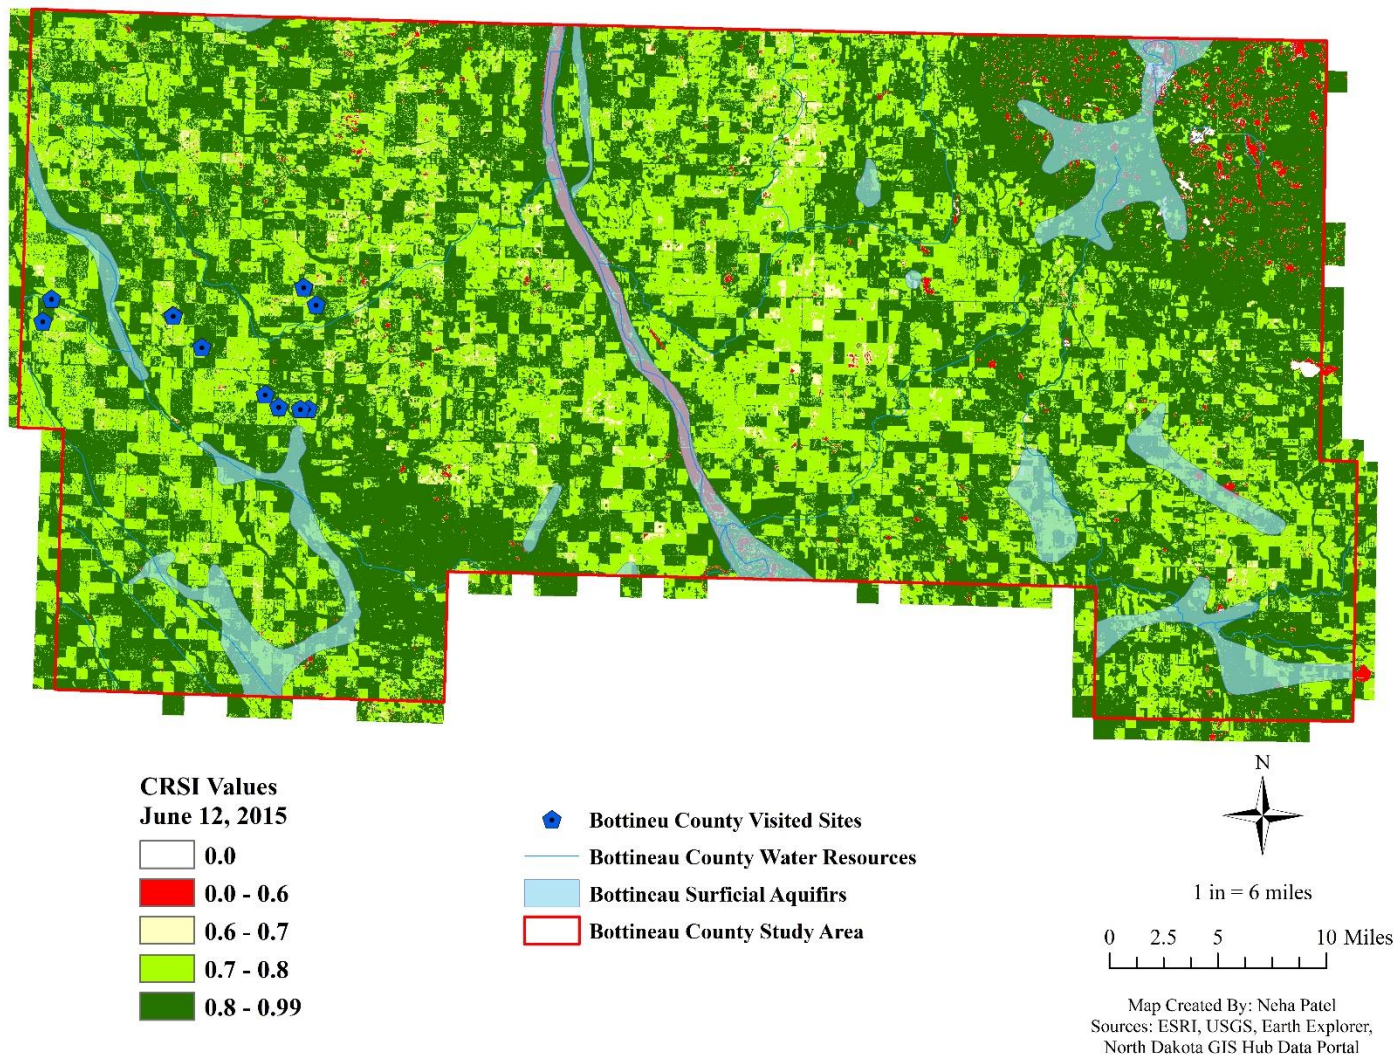 CRSI Values
June 12, 2015
0.0
0.0 - 0.6
0.6 - 0.7
0.7 - 0.8
0.8 - 0.99
Bottineu County Visited Sites
Bottineau County Water Resources
Bottineau Surficial Aquifirs
Bottineau County Study Area
N
1 in = 6 miles
0 2.5 5 10 Miles
Map Created By: Neha Patel
Sources: ESRI, USGS, Earth Explorer,
North Dakota GIS Hub Data Portal